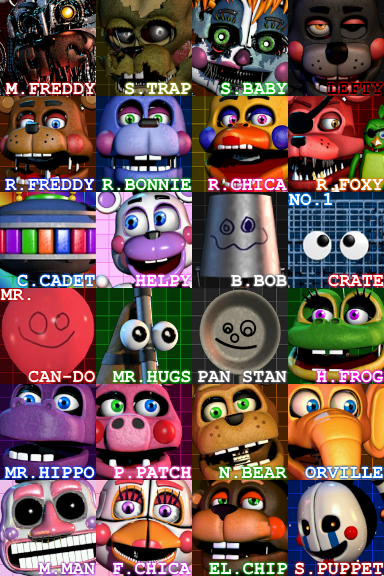 M.FREDDY
S.TRAP
S.BABY
LEFTY
R.FREDDY
R.BONNIE
R.CHICA
R.FOXY
C.CADET
HELPY
B.BOB
NO.1
CRATE
MR.
CAN-DO
MR.HUGS
PAN STAN
H.FROG
MR.HIPPO
P.PATCH
N.BEAR
ORVILLE
M.MAN
F.CHICA
EL.CHIP
S.PUPPET